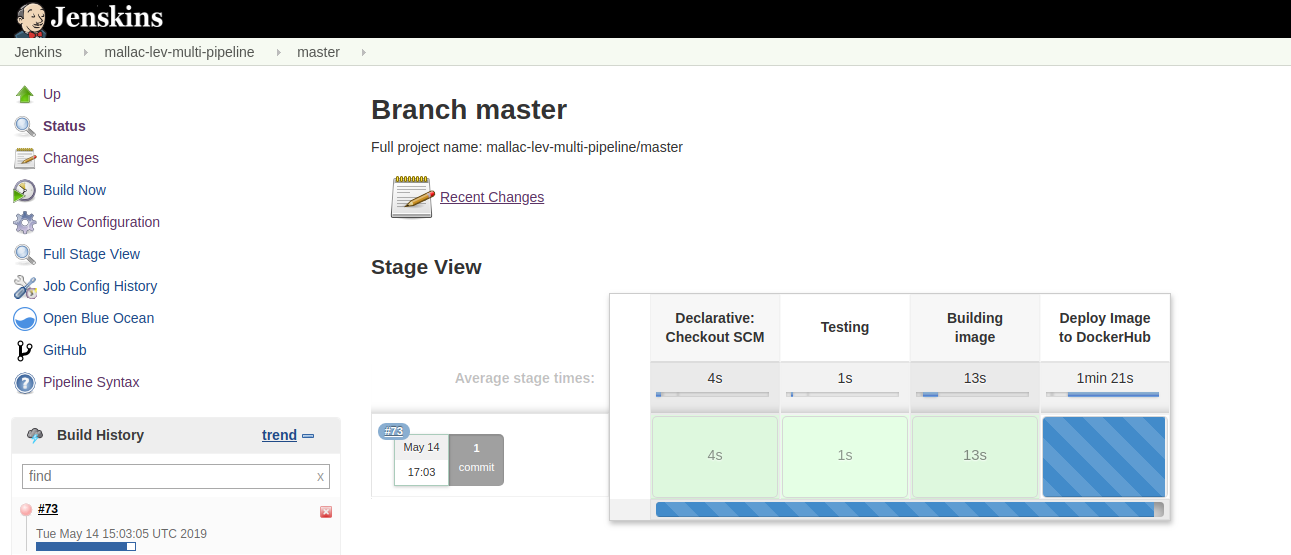 Jenskins
Jenkins mallac-lev-multi-pipeline master
Up
Status
Changes
Build Now
View Configuration
Full Stage View
Job Config History
Open Blue Ocean
GitHub
Pipeline Syntax
Build History trend
find x
#73
Tue May 14 15:03:05 UTC 2019
Branch master
Full project name: mallac-lev-multi-pipeline/master
Recent Changes
Stage View
Declarative:
Checkout SCM
Testing
Building
image
Deploy Image
to DockerHub
Average stage times:
4s 1s 13s 1min 21s
#73
May 14
17:03
1
commit
4s 1s 13s